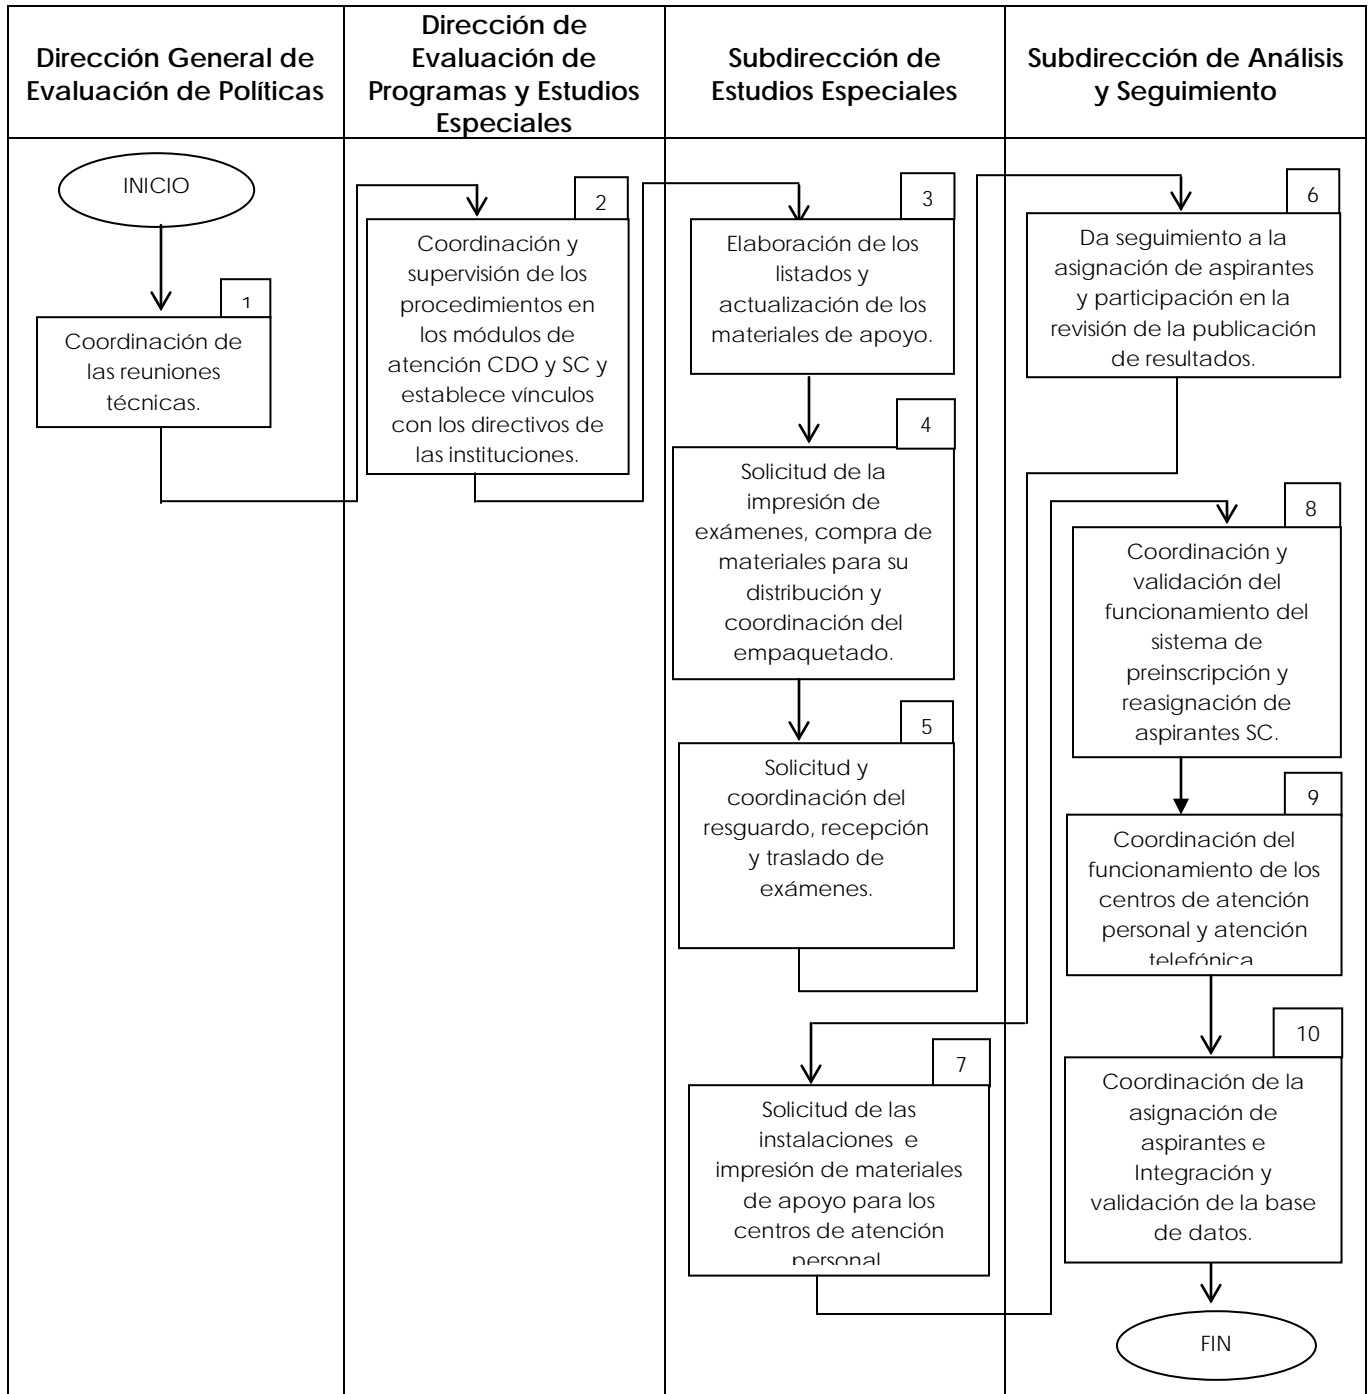 Dirección General de
Evaluación de Políticas
Dirección de
Evaluación de
Programas y Estudios
Especiales
Subdirección de
Estudios Especiales
Subdirección de Análisis
y Seguimiento
INICIO
1
Coordinación de
las reuniones
técnicas.
2
Coordinación y
supervisión de los
procedimientos en
los módulos de
atención CDO y SC y
establece vínculos
con los directivos de
las instituciones.
3
Elaboración de los
listados y
actualización de los
materiales de apoyo.
4
Solicitud de la
impresión de
exámenes, compra de
materiales para su
distribución y
coordinación del
empaquetado.
5
Solicitud y
coordinación del
resguardo, recepción
y traslado de
exámenes.
6
Da seguimiento a la
asignación de aspirantes
y participación en la
revisión de la publicación
de resultados.
7
Solicitud de las
instalaciones e
impresión de materiales
de apoyo para los
centros de atención
personal
8
Coordinación y
validación del
funcionamiento del
sistema de
preinscripción y
reasignación de
aspirantes SC.
9
Coordinación del
funcionamiento de los
centros de atención
personal y atención
telefónica
10
Coordinación de la
asignación de
aspirantes e
Integración y
validación de la base
de datos.
FIN